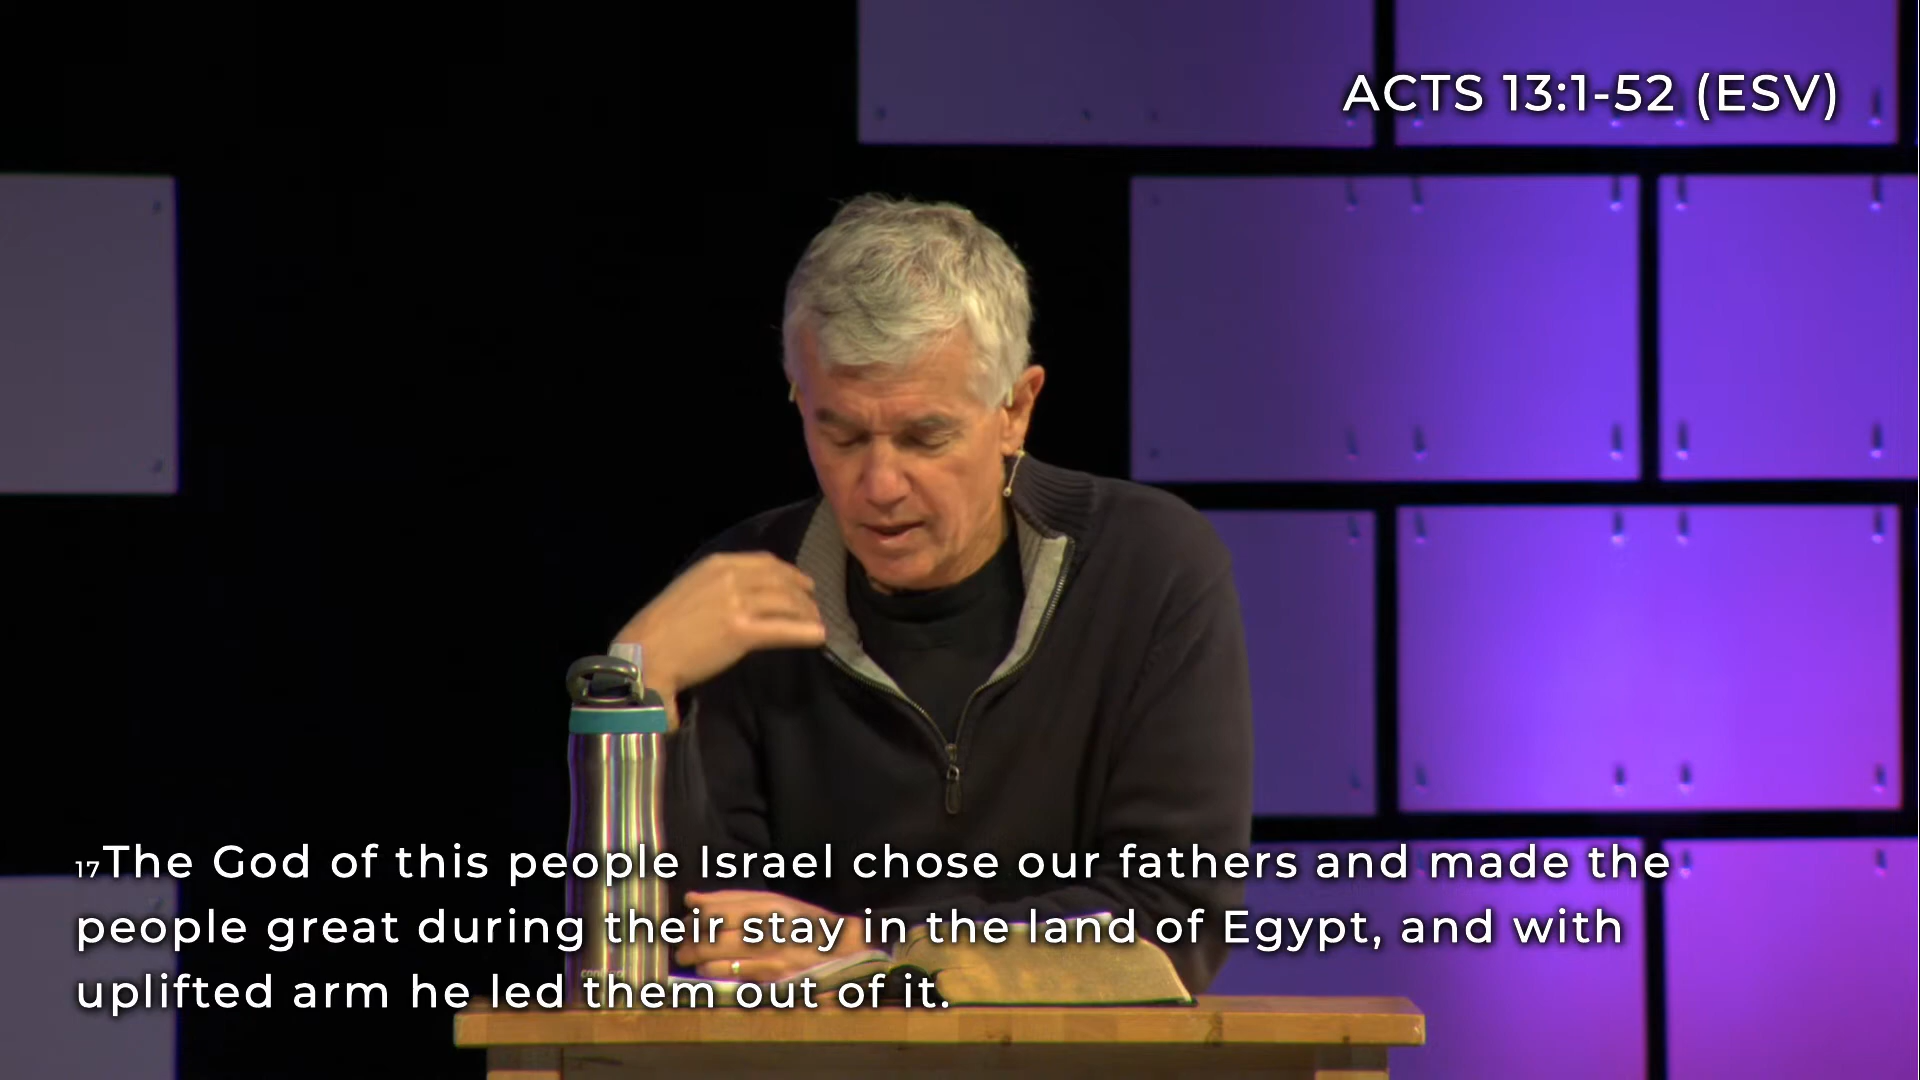 ACTS 13:1-52 (ESV)
17The God of this people Israel chose our fathers and made the
people great during their stay in the land of Egypt, and with
uplifted arm he led them out of it.